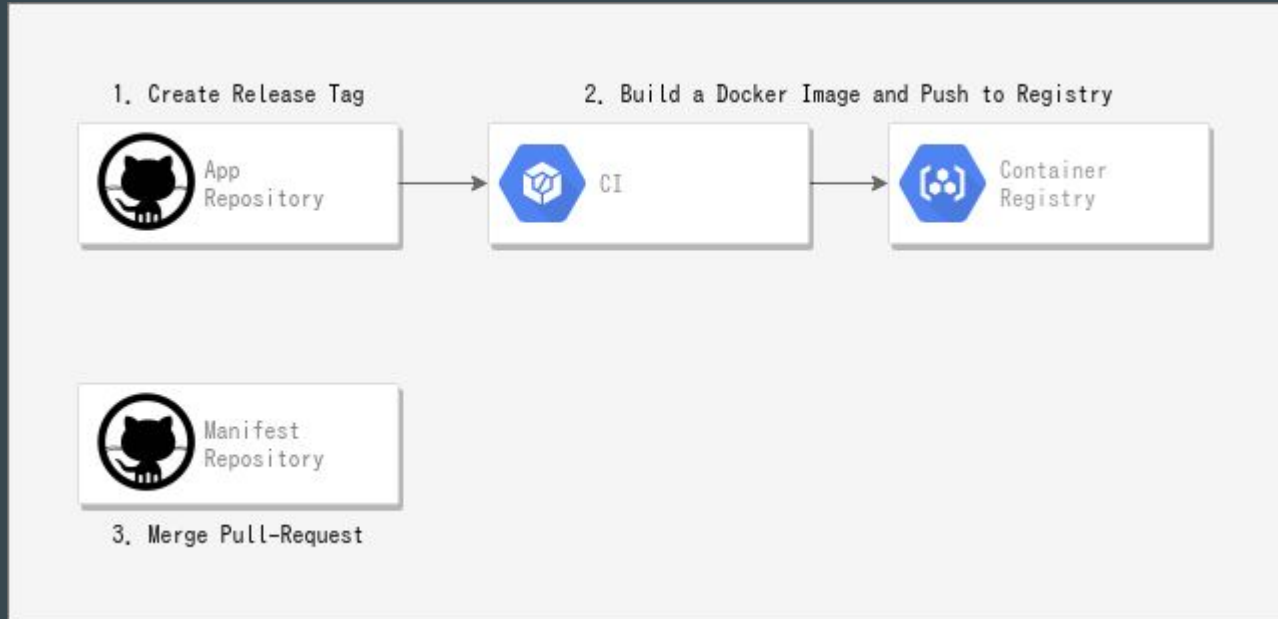 1. Create Release Tag
2. Build a Docker Image and Push to Registry
App
Repository
CI
Container
Registry
Manifest
Repository
3. Merge Pull-Request